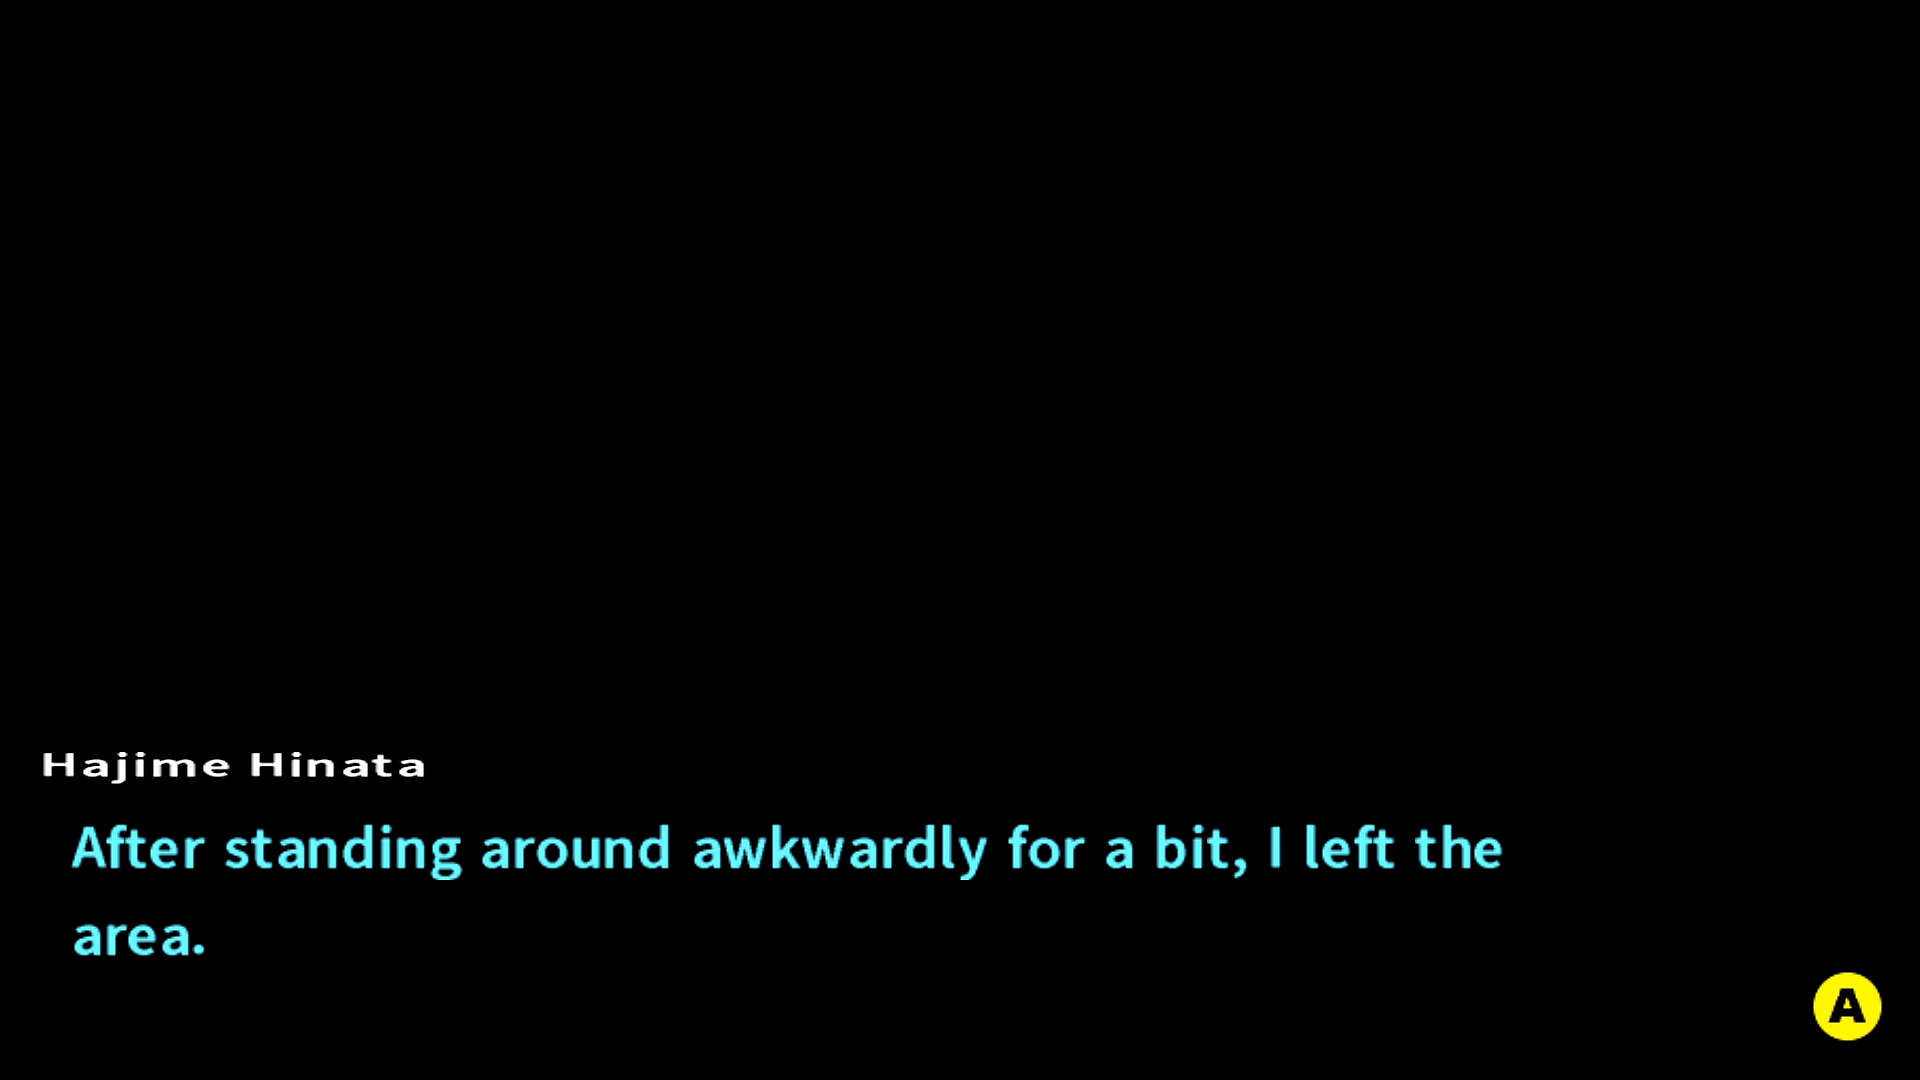 Hajime Hinata
After standing around awkwardly for a bit, I left the
area.
A